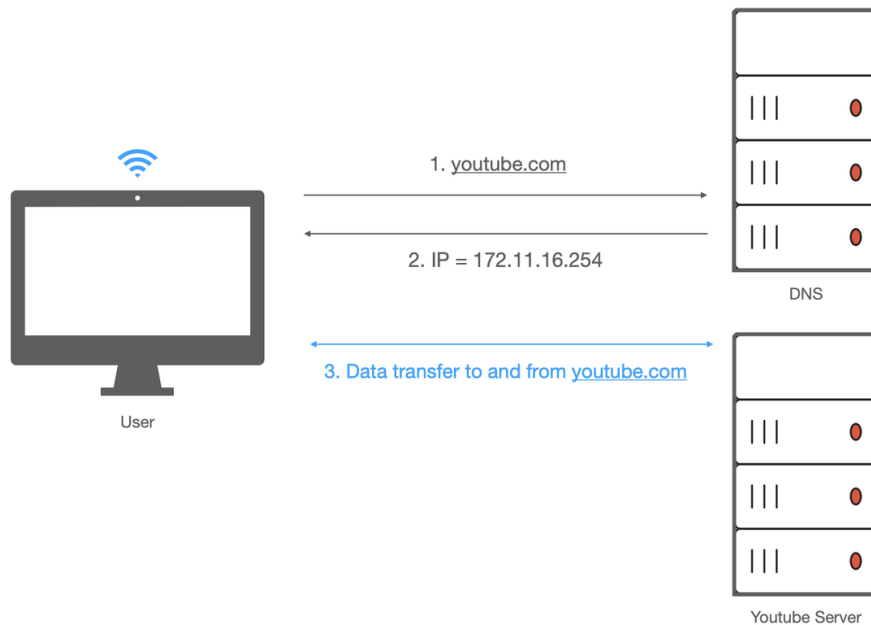 1. youtube.com
2. IP = 172.11.16.254
DNS
3. Data transfer to and from youtube.com
User
Youtube Server